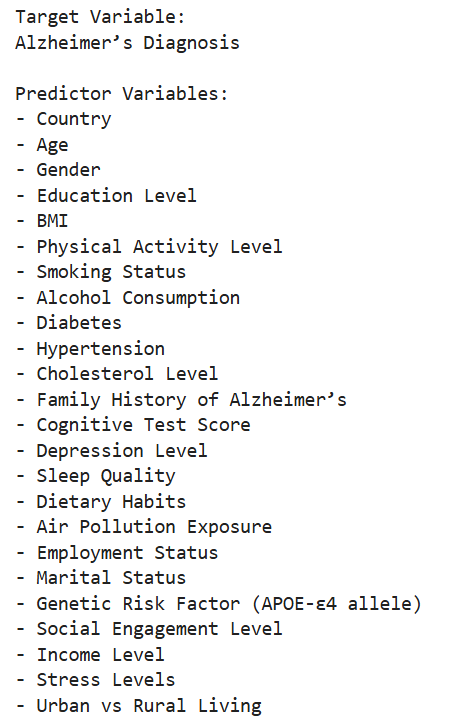 Target Variable:
Alzheimer’s Diagnosis
Predictor Variables:
- Country
- Age
- Gender
- Education Level
- BMI
- Physical Activity Level
- Smoking Status
- Alcohol Consumption
- Diabetes
- Hypertension
- Cholesterol Level
- Family History of Alzheimer’s
- Cognitive Test Score
- Depression Level
- Sleep Quality
- Dietary Habits
- Air Pollution Exposure
- Employment Status
- Marital Status
- Genetic Risk Factor (APOE-ε4 allele)
- Social Engagement Level
- Income Level
- Stress Levels
- Urban vs Rural Living